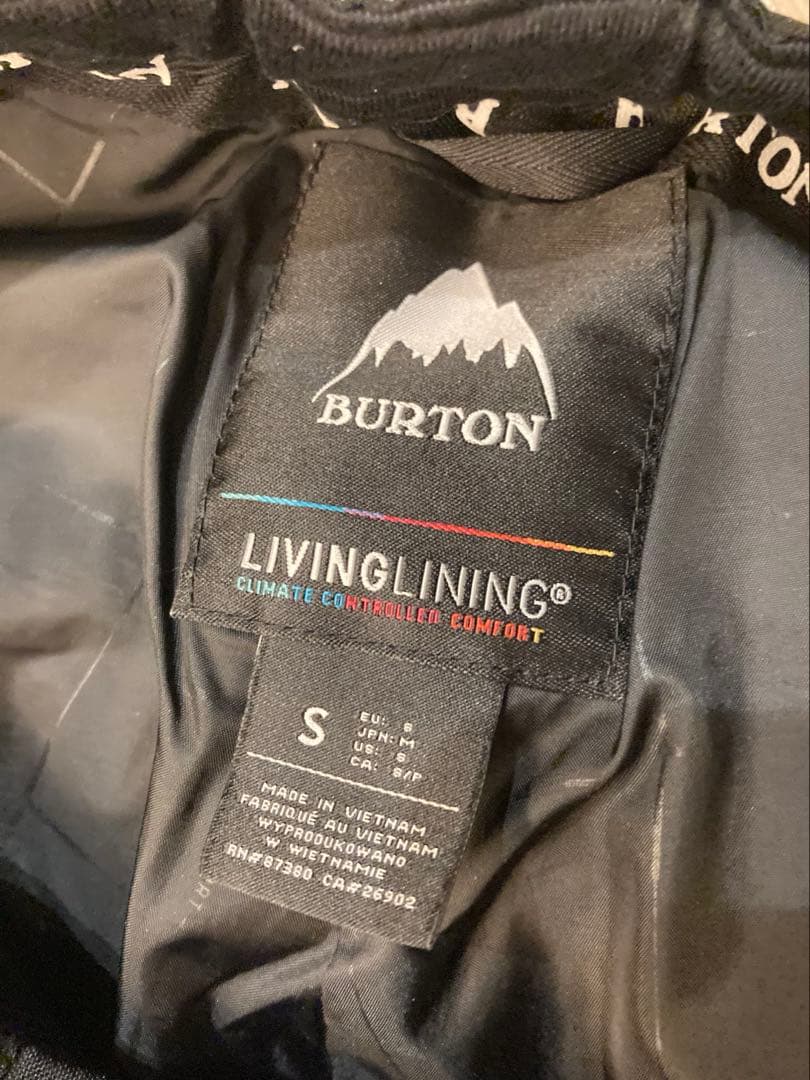 BURTON
LIVINGLINING®
CLIMATE CONTROLLED COMFORT
S
EU: S
JPN: M
US: S
CA: S/P
MADE IN VIETNAM
FABRIQUÉ AU VIETNAM
WYPRODUKOWANO
W WIETNAMIE
RN#87380 CA#26902